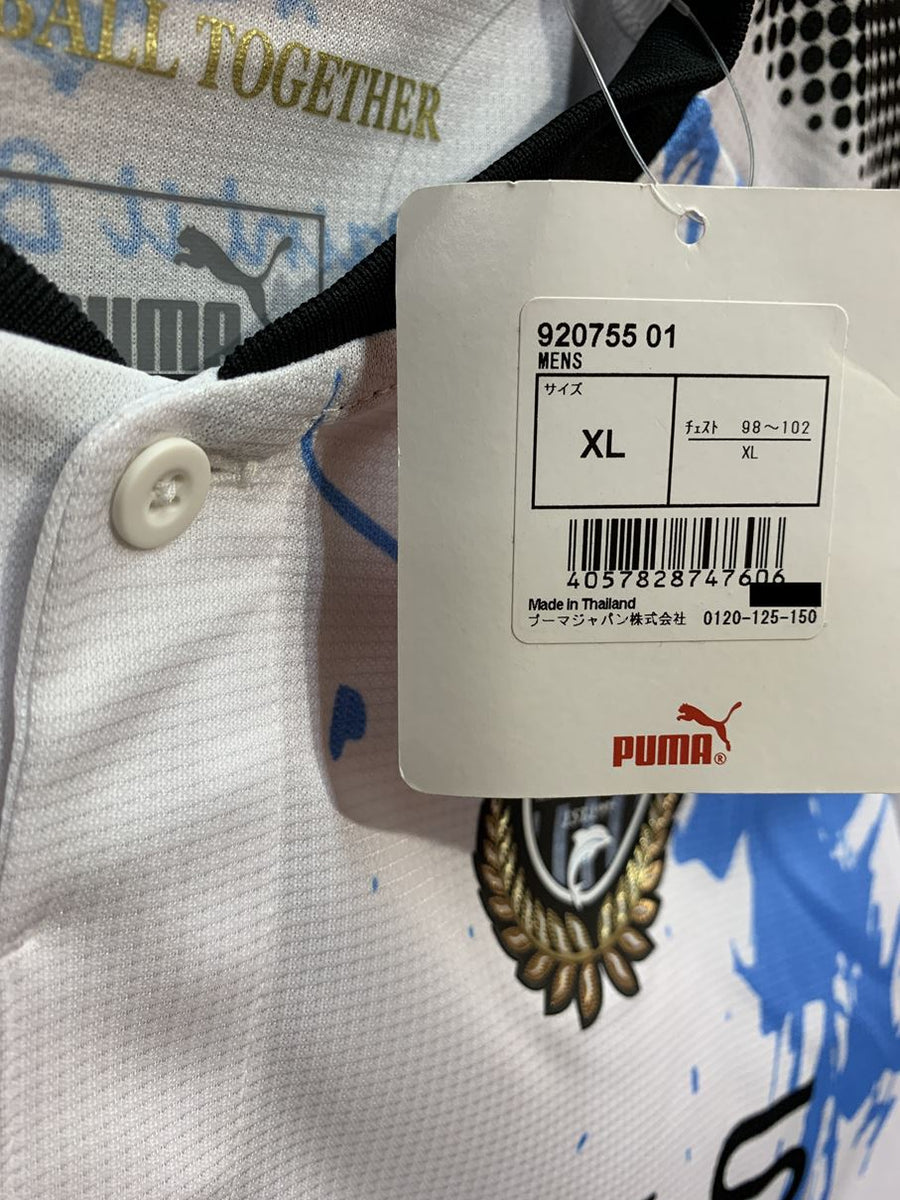 BALL TOGETHER
PUMA
920755 01
MENS
サイズ
XL
チェスト 98～102
XL
4057828747606
Made in Thailand
プーマジャパン株式会社 0120-125-150
PUMA®